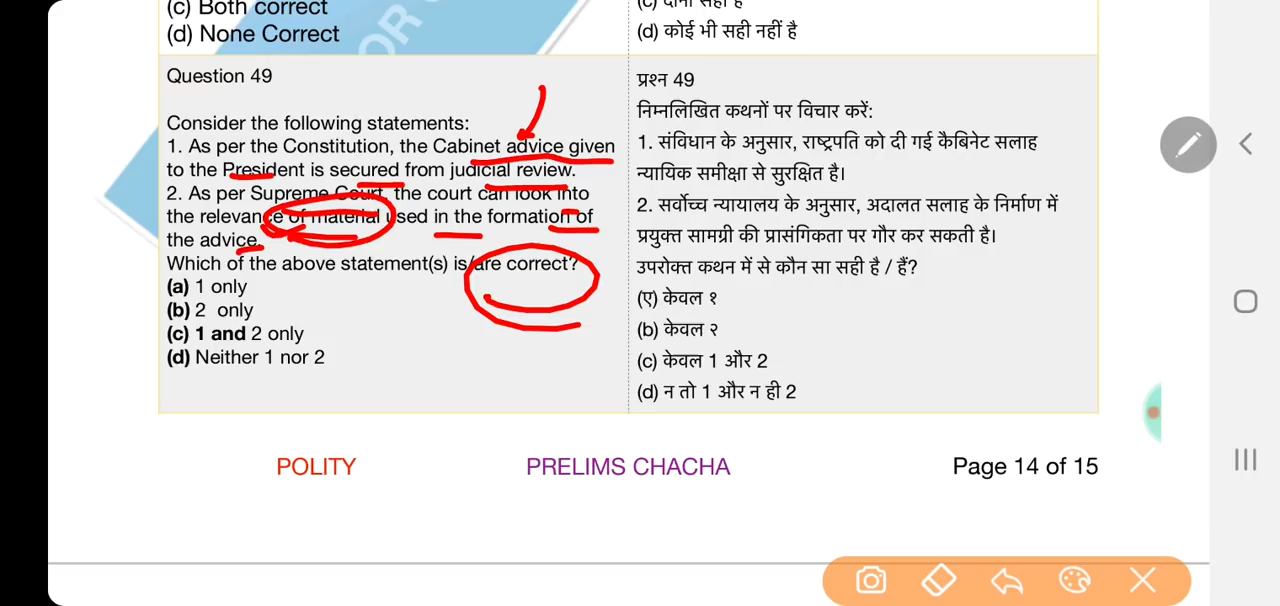 (c) Both correct
(d) None Correct
(c) दोनों सही हैं
(d) कोई भी सही नहीं है
FOR
Question 49
Consider the following statements:
1. As per the Constitution, the Cabinet advice given
to the President is secured from judicial review.
2. As per Supreme Court, the court can look into
the relevance of material used in the formation of
the advice.
Which of the above statement(s) is/are correct?
(a) 1 only
(b) 2 only
(c) 1 and 2 only
(d) Neither 1 nor 2
प्रश्न 49
निम्नलिखित कथनों पर विचार करें:
1. संविधान के अनुसार, राष्ट्रपति को दी गई कैबिनेट सलाह
न्यायिक समीक्षा से सुरक्षित है।
2. सर्वोच्च न्यायालय के अनुसार, अदालत सलाह के निर्माण में
प्रयुक्त सामग्री की प्रासंगिकता पर गौर कर सकती है।
उपरोक्त कथन में से कौन सा सही है / हैं?
(ए) केवल १
(b) केवल २
(c) केवल 1 और 2
(d) न तो 1 और न ही 2
POLITY
PRELIMS CHACHA
Page 14 of 15